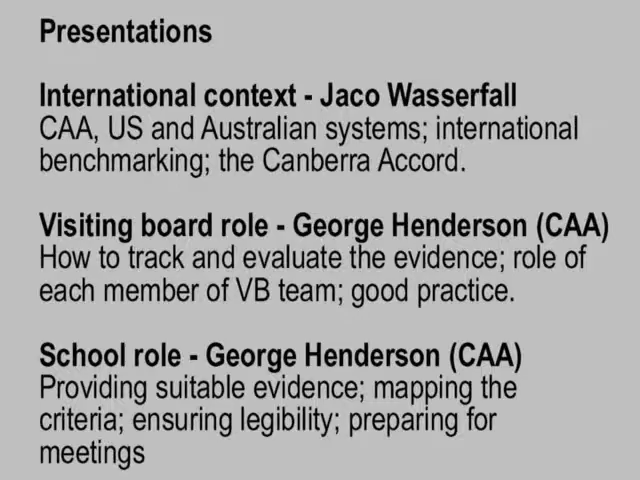 Presentations
International context - Jaco Wasserfall
CAA, US and Australian systems; international
benchmarking; the Canberra Accord.
Visiting board role - George Henderson (CAA)
How to track and evaluate the evidence; role of
each member of VB team; good practice.
School role - George Henderson (CAA)
Providing suitable evidence; mapping the
criteria; ensuring legibility; preparing for
meetings